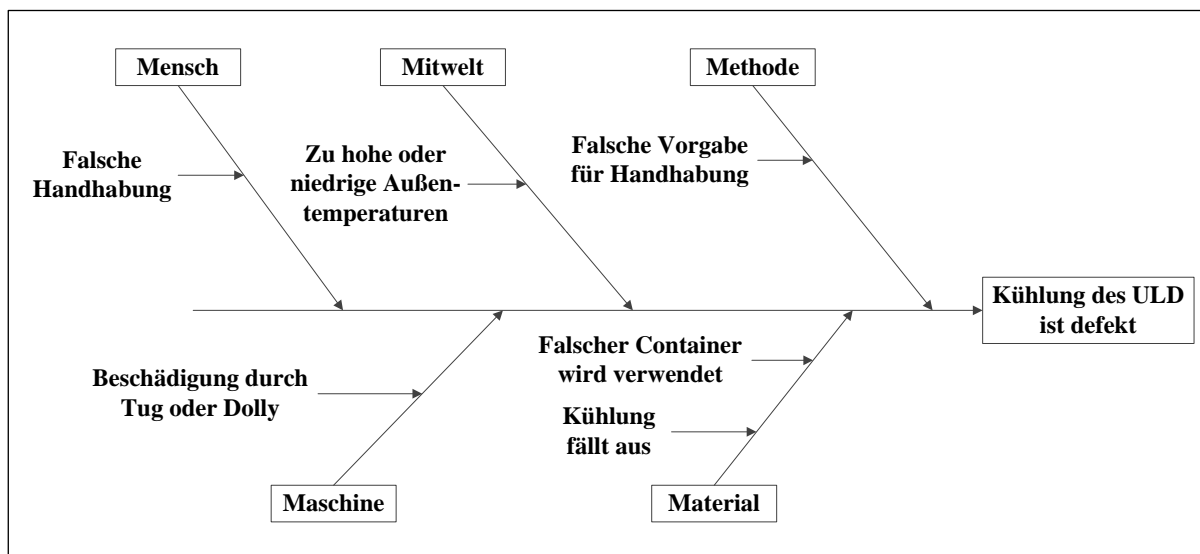 Mensch
Mitwelt
Methode
Falsche
Handhabung
Zu hohe oder
niedrige Außen-
temperaturen
Falsche Vorgabe
für Handhabung
Kühlung des ULD
ist defekt
Beschädigung durch
Tug oder Dolly
Falscher Container
wird verwendet
Kühlung
fällt aus
Maschine
Material